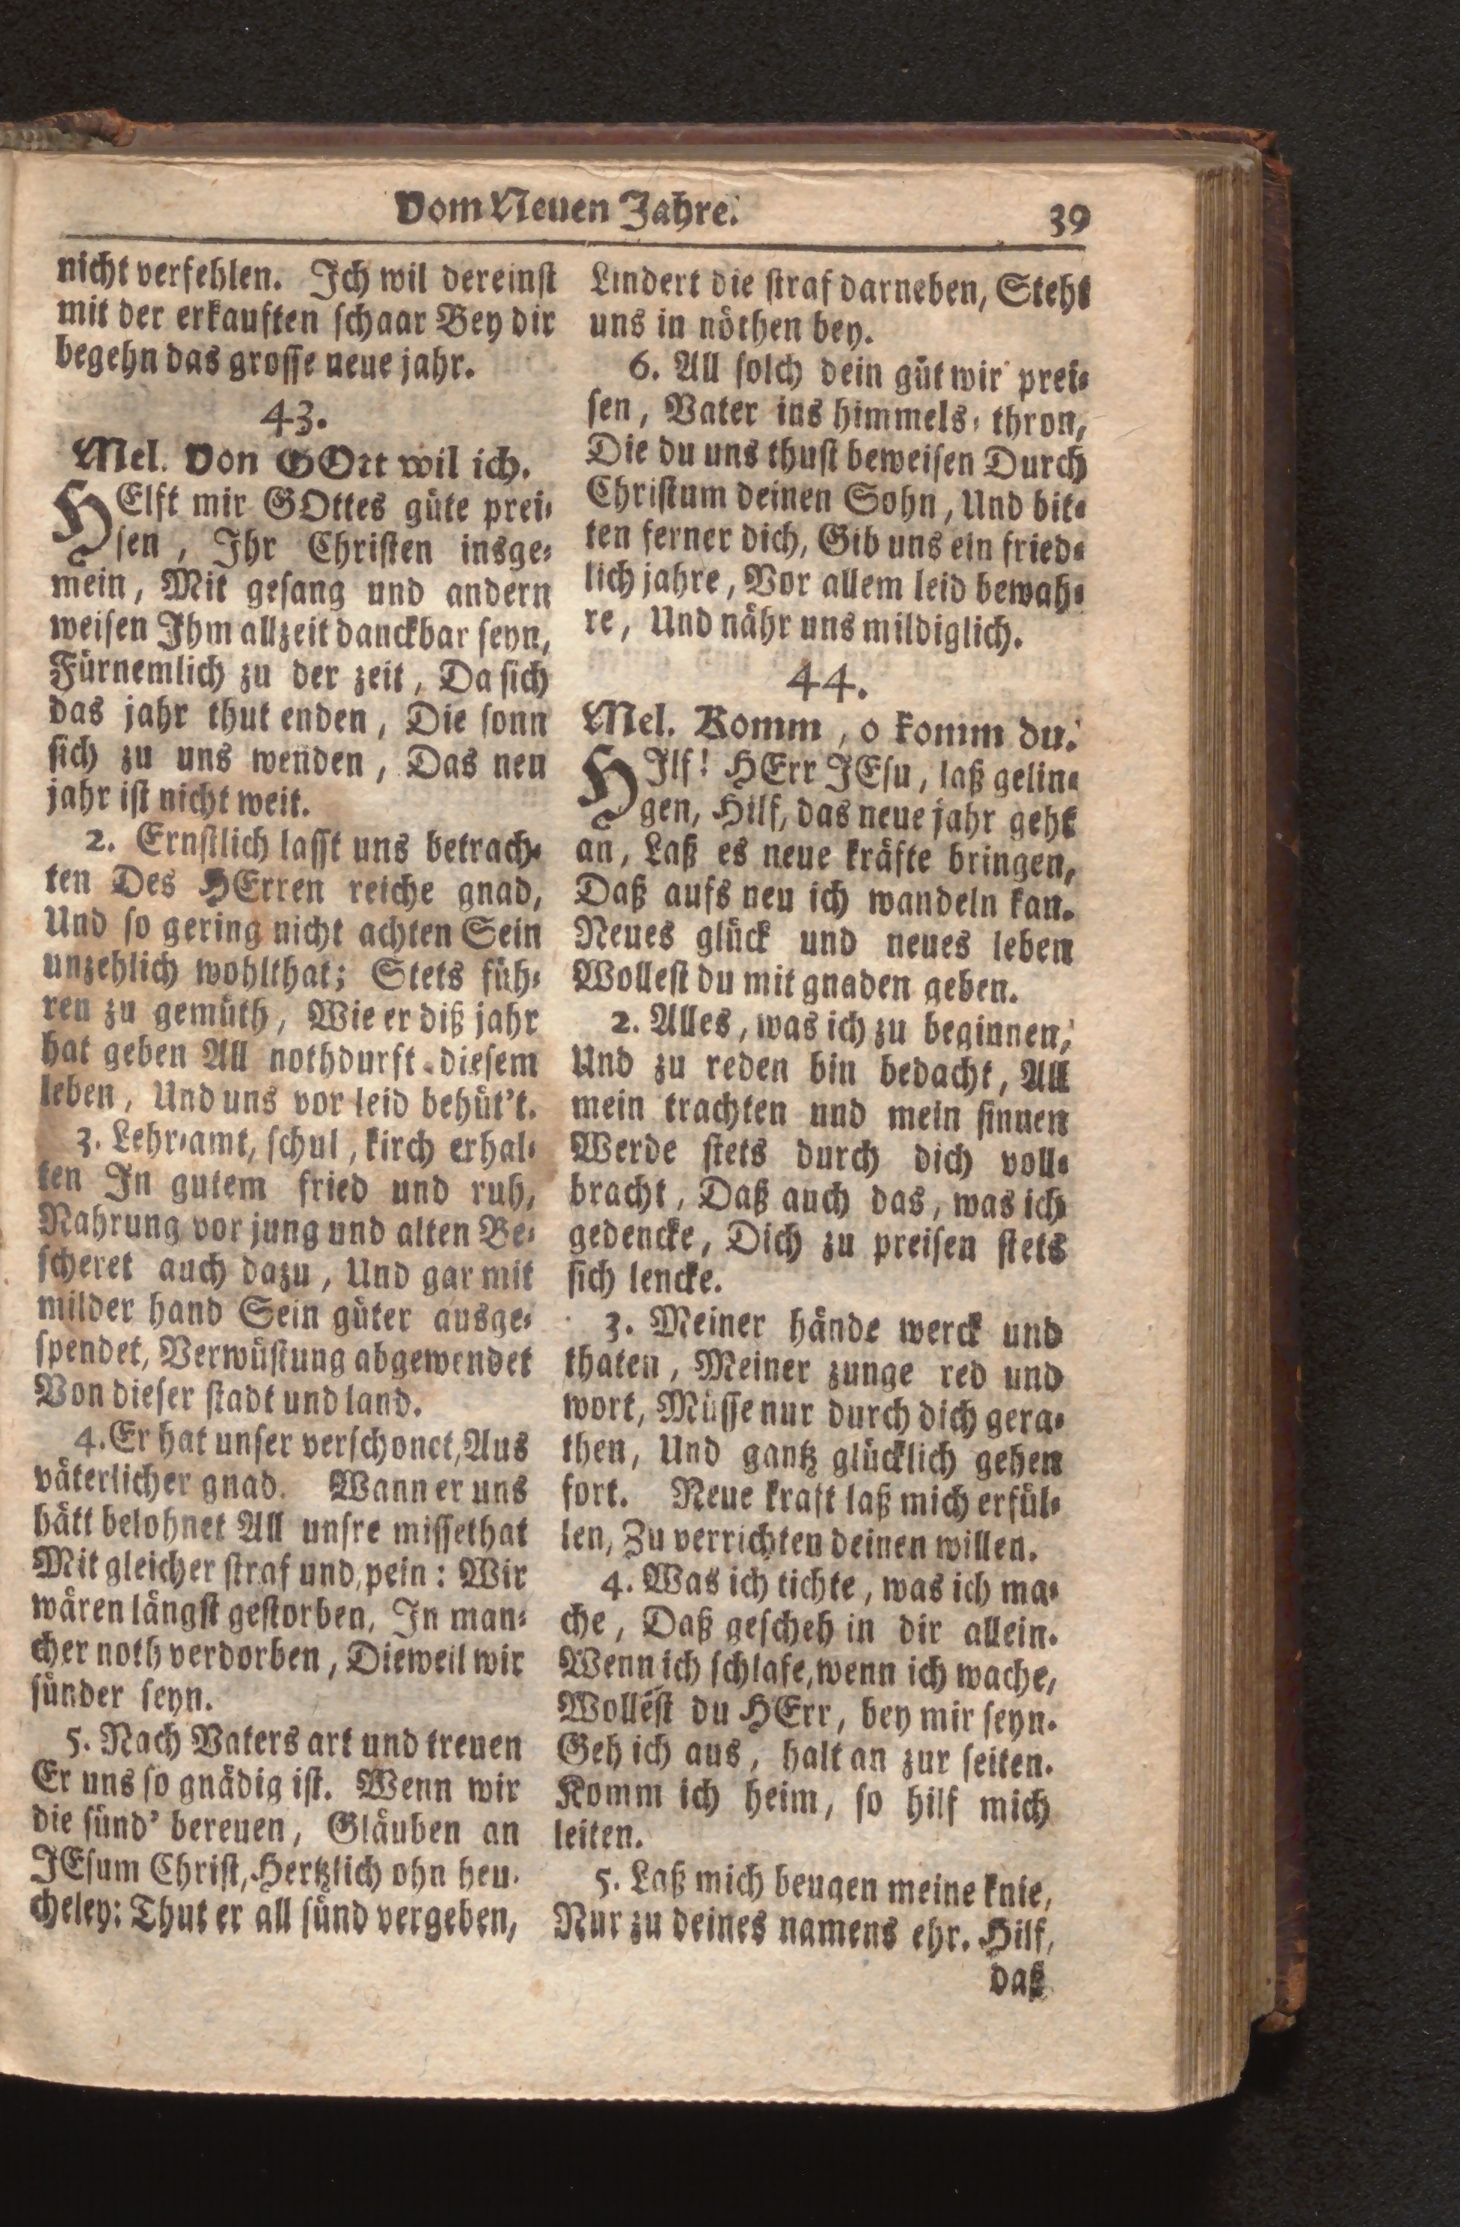 Vom Neuen Jahre. 39
nicht verfehlen. Ich wil dereinst
mit der erkauften schaar Bey dir
begehn das grosse neue jahr.
43.
Mel. Von GOtt wil ich.
HElft mir GOttes güte prei-
sen, Ihr Christen insge-
mein, Mit gesang und andern
weisen Ihm allzeit danckbar seyn,
Fürnemlich zu der zeit, Da sich
das jahr thut enden, Die sonn
sich zu uns wenden, Das neu
jahr ist nicht weit.
2. Ernstlich lasst uns betrach-
ten Des HErren reiche gnad,
Und so gering nicht achten Sein
unzehlich wohlthat; Stets füh-
ren zu gemüth, Wie er diß jahr
hat geben All nothdurft diesem
leben, Und uns vor leid behüt't.
3. Lehr-amt, schul, kirch erhal-
ten In gutem fried und ruh,
Nahrung vor jung und alten Be-
scheret auch dazu, Und gar mit
milder hand Sein güter ausge-
spendet, Verwüstung abgewendet
Von dieser stadt und land.
4. Er hat unser verschonet, Aus
väterlicher gnad. Wann er uns
hätt belohnet All unsre missethat
Mit gleicher straf und pein: Wir
wären längst gestorben, In man-
cher noth verdorben, Dieweil wir
sünder seyn.
5. Nach Vaters art und treuen
Er uns so gnädig ist. Wenn wir
die sünd' bereuen, Gläuben an
JEsum Christ, Hertzlich ohn heu-
cheley: Thut er all sünd vergeben,
Lindert die straf darneben, Steht
uns in nöthen bey.
6. All solch dein güt wir prei-
sen, Vater ins himmels-thron,
Die du uns thust beweisen Durch
Christum deinen Sohn, Und bit-
ten ferner dich, Gib uns ein fried-
lich jahre, Vor allem leid bewah-
re, Und nähr uns mildiglich.
44.
Mel. Komm, o komm du.
HIlf! HErr JEsu, laß gelin-
gen, Hilf, das neue jahr geht
an, Laß es neue kräfte bringen,
Daß aufs neu ich wandeln kan.
Neues glück und neues leben
Wollest du mit gnaden geben.
2. Alles, was ich zu beginnen,
Und zu reden bin bedacht, All
mein trachten und mein sinnen
Werde stets durch dich voll-
bracht, Daß auch das, was ich
gedencke, Dich zu preisen stets
sich lencke.
3. Meiner hände werck und
thaten, Meiner zunge red und
wort, Müsse nur durch dich gera-
then, Und gantz glücklich gehen
fort. Neue kraft laß mich erfül-
len, Zu verrichten deinen willen.
4. Was ich tichte, was ich ma-
che, Daß gescheh in dir allein.
Wenn ich schlafe, wenn ich wache,
Wollest du HErr, bey mir seyn.
Geh ich aus, halt an zur seiten.
Komm ich heim, so hilf mich
leiten.
5. Laß mich beugen meine knie,
Nur zu deines namens ehr. Hilf,
daß